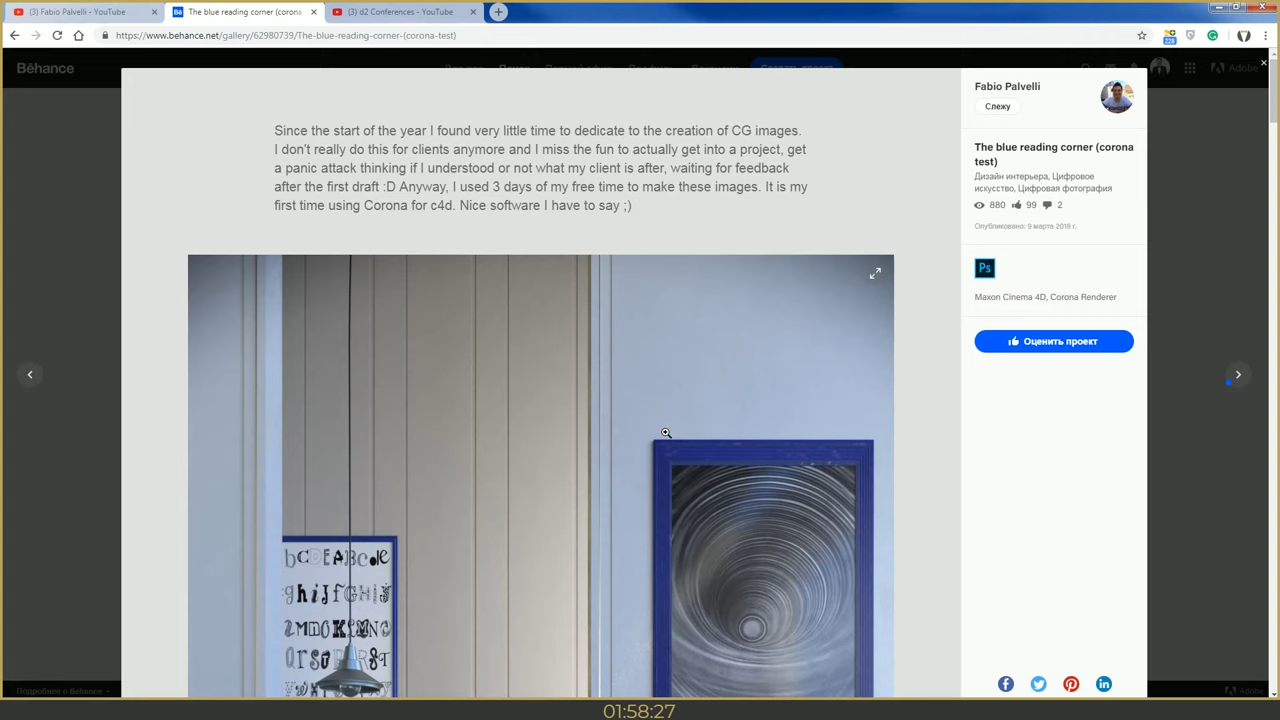 (3) Fabio Palvelli - YouTube
The blue reading corner (corona
(3) d2 Conferences - YouTube
https://www.behance.net/gallery/62980739/The-blue-reading-corner-(corona-test)
228
Bēhance
Adobe
Since the start of the year I found very little time to dedicate to the creation of CG images.
I don't really do this for clients anymore and I miss the fun to actually get into a project, get
a panic attack thinking if I understood or not what my client is after, waiting for feedback
after the first draft :D Anyway, I used 3 days of my free time to make these images. It is my
first time using Corona for c4d. Nice software I have to say ;)
Fabio Palvelli
Слежу
The blue reading corner (corona
test)
Дизайн интерьера, Цифровое
искусство, Цифровая фотография
880 99 2
Опубликовано: 9 марта 2018 г.
Ps
Maxon Cinema 4D, Corona Renderer
Оценить проект
Подробнее о Behance
Adobe
01:58:27